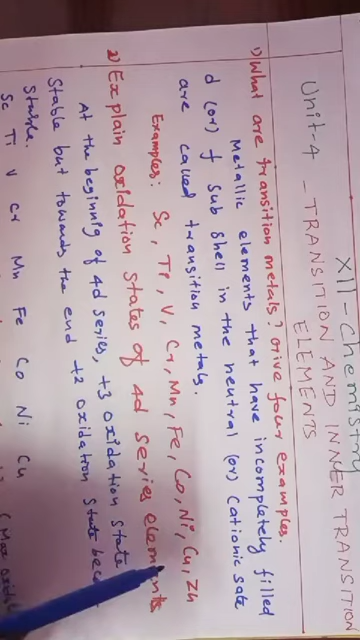 XII - Chemistry
Unit-4 - TRANSITION AND INNER TRANSITION
ELEMENTS
1) What are transition metals? Give four examples.
Metallic elements that have incompletely filled
d (or) f sub shell in the neutral (or) cationic sate
are called transition metals.
Examples: Sc, Ti, V, Cr, Mn, Fe, Co, Ni, Cu, Zn
2) Explain oxidation states of 4d series elements
At the beginnig of 4d series, +3 oxidation state
Stable but towards the end +2 oxidation state
Stable.
Sc Ti V Cr Mn Fe Co Ni Cu